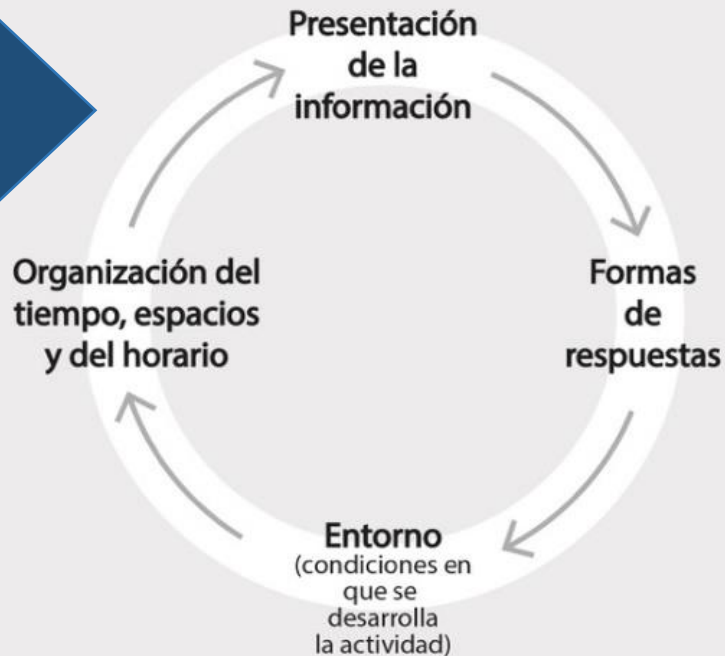 Presentación
de la
información
Formas
de
respuestas
Entorno
(condiciones en
que se
desarrolla
la actividad)
Organización del
tiempo, espacios
y del horario